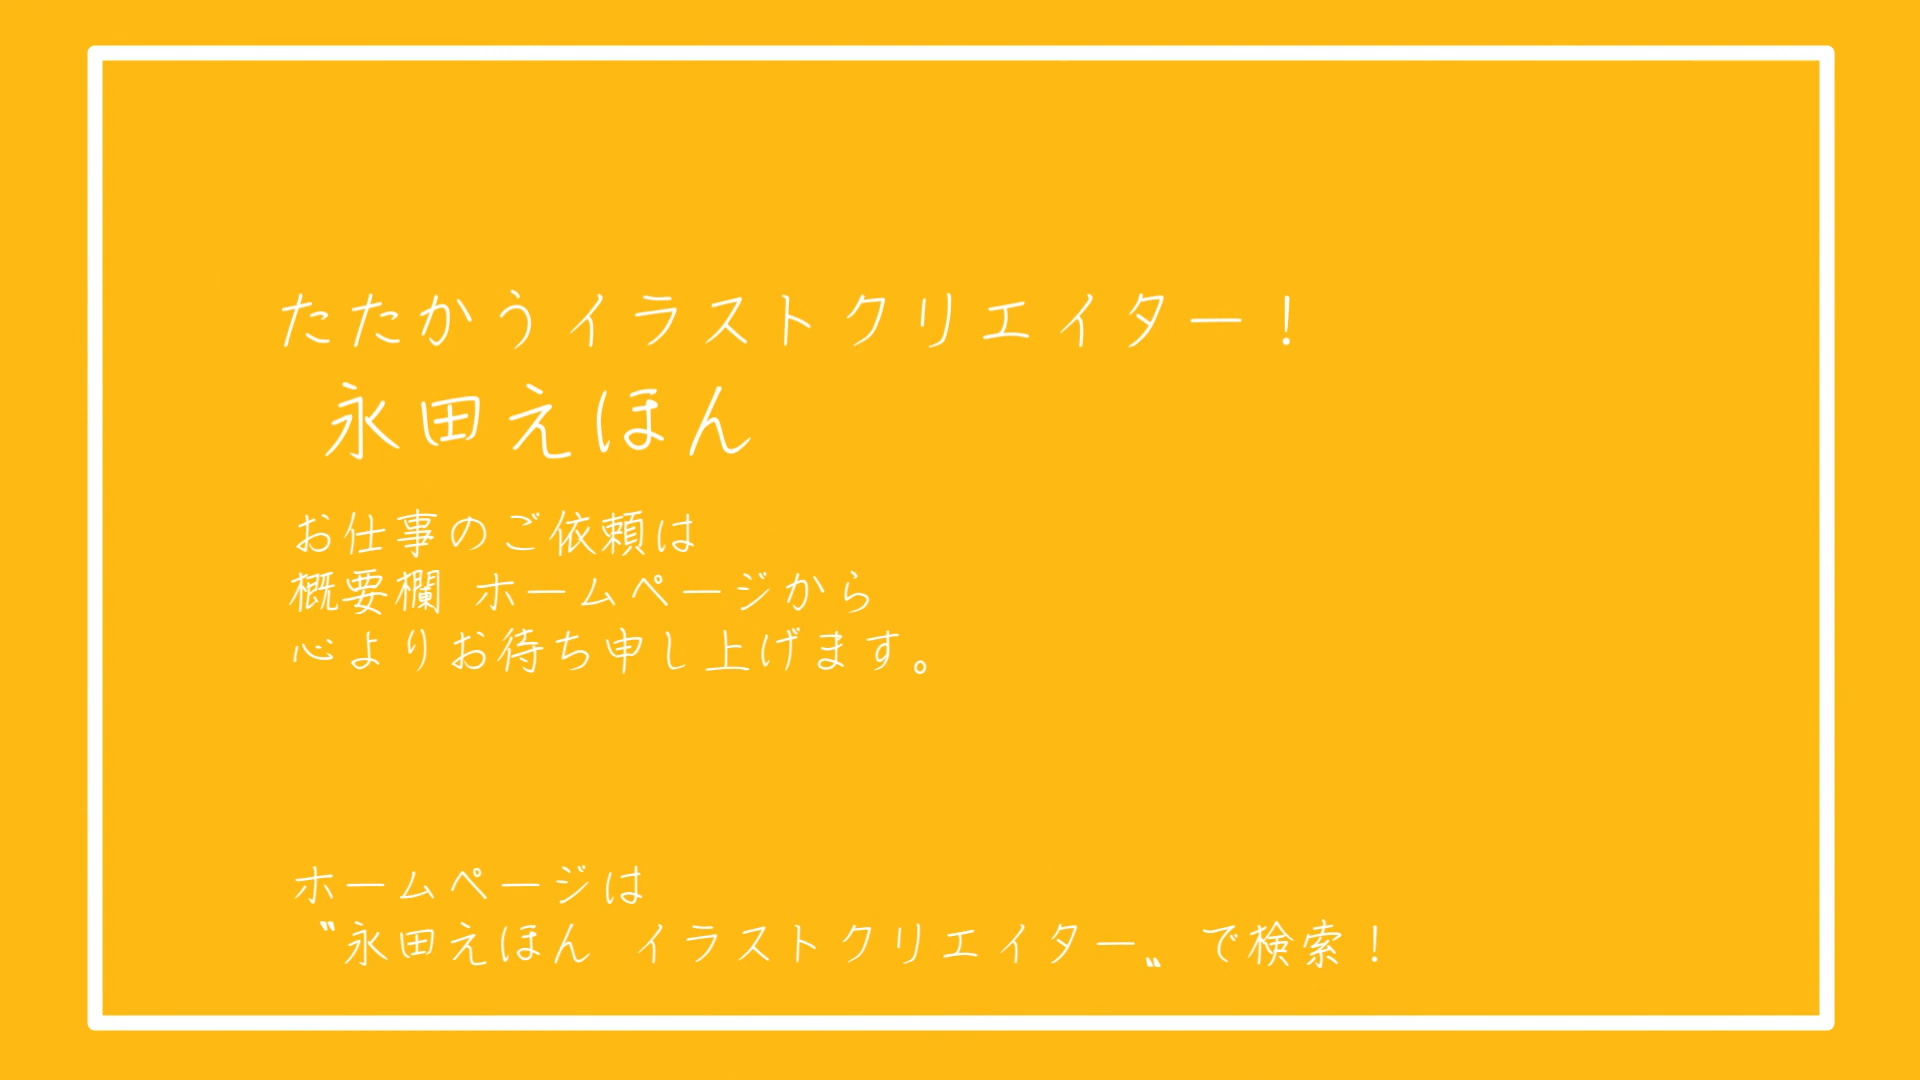 たたかうイラストクリエイター！
永田えほん
お仕事のご依頼は
概要欄 ホームページから
心よりお待ち申し上げます。
ホームページは
〝永田えほん イラストクリエイター〟で検索！